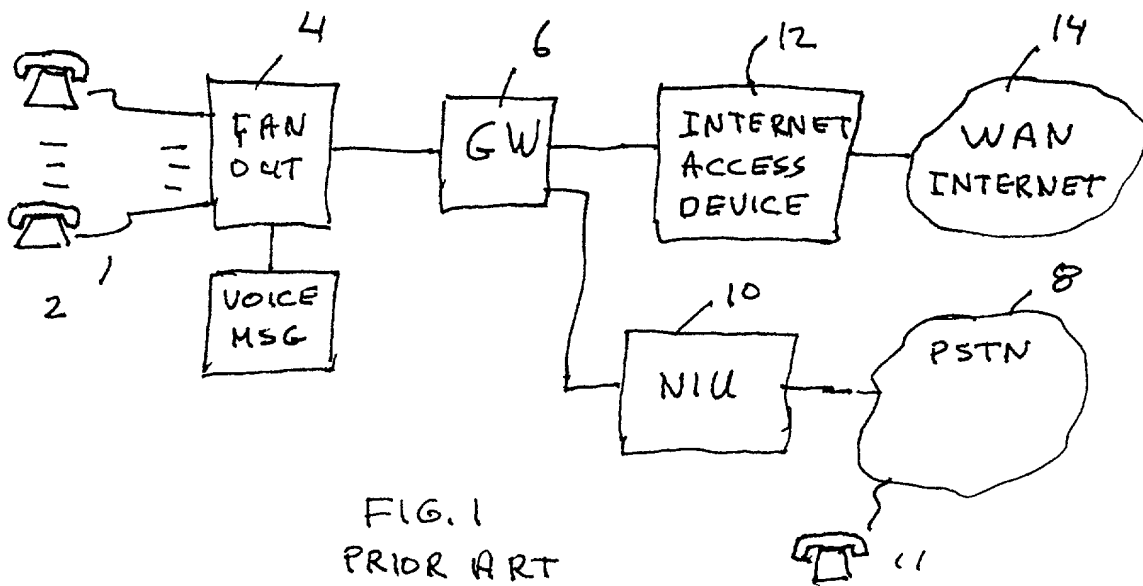 4
6
12
14
FAN
OUT
GW
INTERNET
ACCESS
DEVICE
WAN
INTERNET
1
2
VOICE
MSG
10
NIU
8
PSTN
11
FIG. 1
PRIOR ART